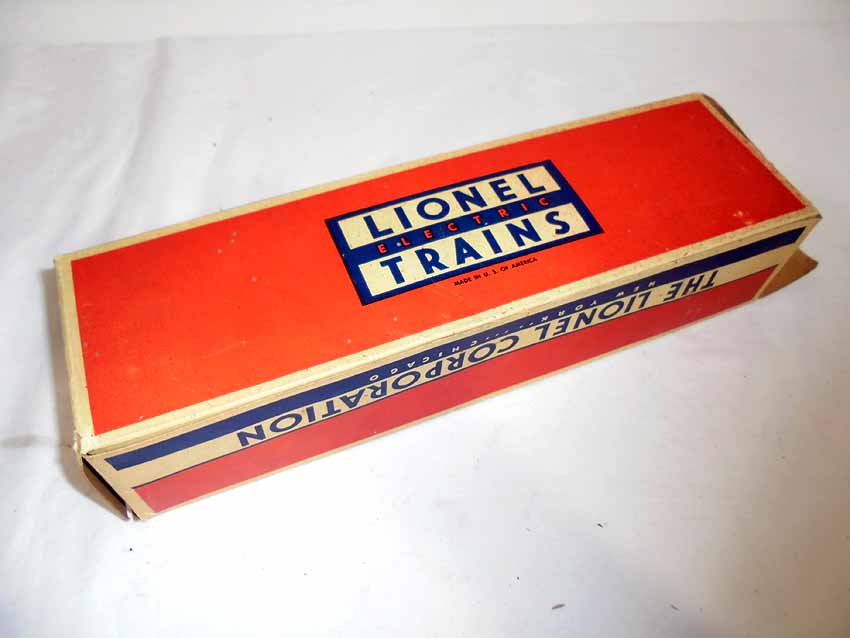 LIONEL
ELECTRIC
TRAINS
MADE IN U. S. OF AMERICA
THE LIONEL CORPORATION
NEW YORK.....CHICAGO